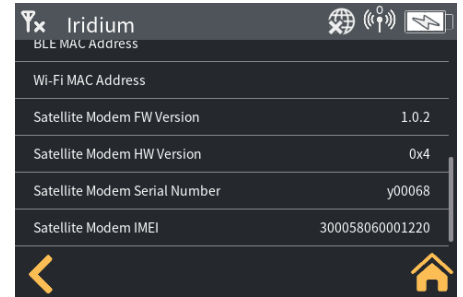 Iridium
BLE MAC Address
Wi-Fi MAC Address
Satellite Modem FW Version 1.0.2
Satellite Modem HW Version 0x4
Satellite Modem Serial Number y00068
Satellite Modem IMEI 300058060001220